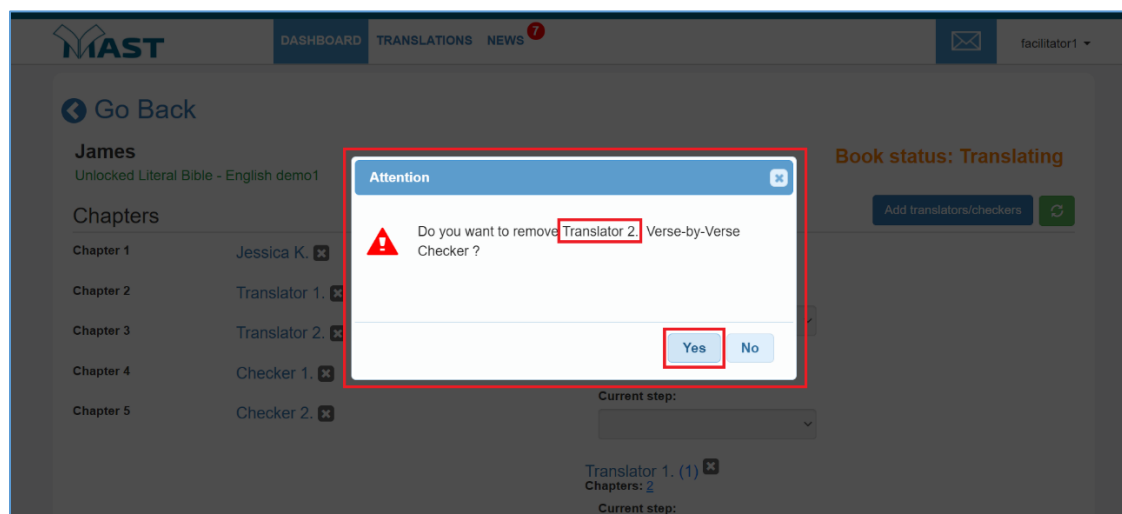 MAST
DASHBOARD TRANSLATIONS NEWS 7
facilitator1
Go Back
James
Book status: Translating
Unlocked Literal Bible - English demo1
Add translators/checkers
Chapters
Chapter 1 Jessica K.
Chapter 2 Translator 1.
Chapter 3 Translator 2.
Chapter 4 Checker 1.
Chapter 5 Checker 2.
Attention
Do you want to remove Translator 2. Verse-by-Verse
Checker ?
Yes No
Current step:
Translator 1. (1)
Chapters: 2
Current step: